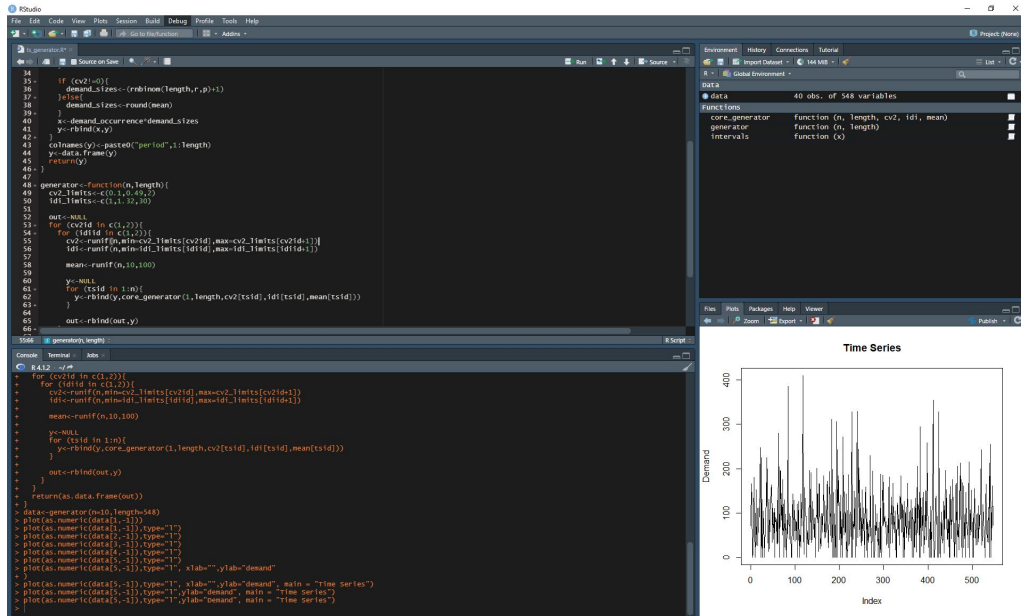 RStudio
File Edit Code View Plots Session Build Debug Profile Tools Help
Go to file/function Addins
Project: (None)
ts_generator.R*
Source on Save Run Source
34
35 if (cv2!=0){
36 demand_sizes<-(rnbinom(length,r,p)+1)
37 }else{
38 demand_sizes<-round(mean)
39 }
40 x<-demand_occurrence*demand_sizes
41 y<-rbind(x,y)
42 }
43 colnames(y)<-paste0("period",1:length)
44 y<-data.frame(y)
45 return(y)
46 }
47
48 generator<-function(n,length){
49 cv2_limits<-c(0.1,0.49,2)
50 idi_limits<-c(1,1.32,30)
51
52 out<-NULL
53 for (cv2id in c(1,2)){
54 for (idiid in c(1,2)){
55 cv2<-runif(n,min=cv2_limits[cv2id],max=cv2_limits[cv2id+1])
56 idi<-runif(n,min=idi_limits[idiid],max=idi_limits[idiid+1])
57
58 mean<-runif(n,10,100)
59
60 y<-NULL
61 for (tsid in 1:n){
62 y<-rbind(y,core_generator(1,length,cv2[tsid],idi[tsid],mean[tsid]))
63 }
64
65 out<-rbind(out,y)
66
55:66 generator(n, length) R Script
Console Terminal Jobs
R 4.1.2 · ~/
+ for (cv2id in c(1,2)){
+ for (idiid in c(1,2)){
+ cv2<-runif(n,min=cv2_limits[cv2id],max=cv2_limits[cv2id+1])
+ idi<-runif(n,min=idi_limits[idiid],max=idi_limits[idiid+1])
+
+ mean<-runif(n,10,100)
+
+ y<-NULL
+ for (tsid in 1:n){
+ y<-rbind(y,core_generator(1,length,cv2[tsid],idi[tsid],mean[tsid]))
+ }
+
+ out<-rbind(out,y)
+ }
+ }
+ return(as.data.frame(out))
+ }
> data<-generator(n=10,length=548)
> plot(as.numeric(data[1,-1]))
> plot(as.numeric(data[1,-1]),type="l")
> plot(as.numeric(data[2,-1]),type="l")
> plot(as.numeric(data[3,-1]),type="l")
> plot(as.numeric(data[4,-1]),type="l")
> plot(as.numeric(data[5,-1]),type="l")
> plot(as.numeric(data[5,-1]),type="l", xlab="",ylab="demand"
+ )
> plot(as.numeric(data[5,-1]),type="l", xlab="",ylab="demand", main = "Time Series")
> plot(as.numeric(data[5,-1]),type="l",ylab="demand", main = "Time Series")
> plot(as.numeric(data[5,-1]),type="l",ylab="Demand", main = "Time Series")
>
Environment History Connections Tutorial
Import Dataset 144 MiB List
R Global Environment
Data
data 40 obs. of 548 variables
Functions
core_generator function (n, length, cv2, idi, mean)
generator function (n, length)
intervals function (x)
Files Plots Packages Help Viewer
Zoom Export Publish
Time Series
Demand
400
300
200
100
0
0 100 200 300 400 500
Index